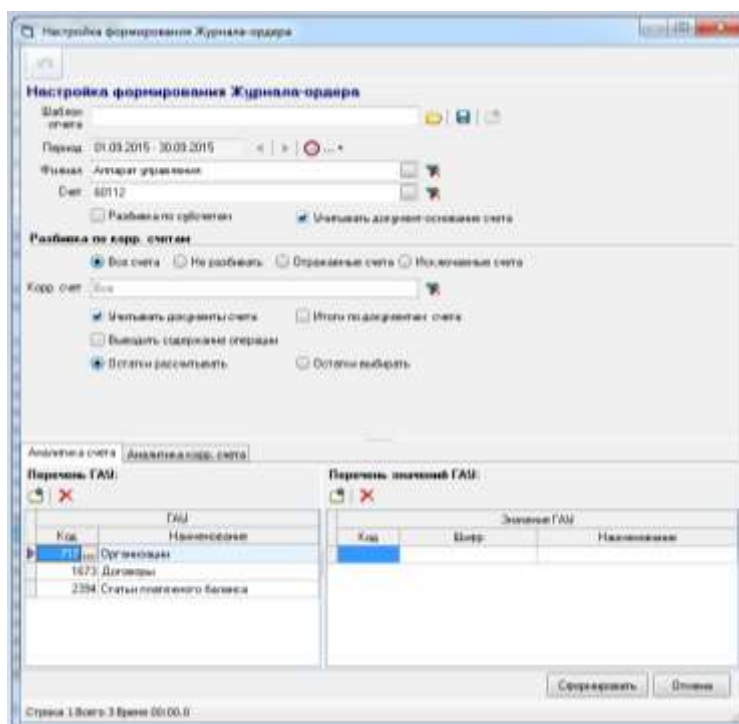 Настройка формирования Журнала-ордера
Настройка формирования Журнала-ордера
Шаблон отчета
Период 01.09.2015 - 30.09.2015 ...
Филиал Аппарат управления ...
Счет 60112 ...
Разбивка по субсчетам Учитывать документ-основание счета
Разбивка по корр. счетам
Все счета Не разбивать Отражаемые счета Исключаемые счета
Корр. счет Все
Учитывать документы счета Итоги по документам счета
Выводить содержание операции
Остатки рассчитывать Остатки выбирать
Аналитика счета Аналитика корр. счета
Перечень ГАУ: Перечень значений ГАУ:
ГАУ Значения ГАУ
Код Наименование Код Шифр Наименование
... Организации
1673 Договоры
2394 Статьи платежного баланса
Сформировать Отмена
Строка 1 Всего 3 Время 00:00.0